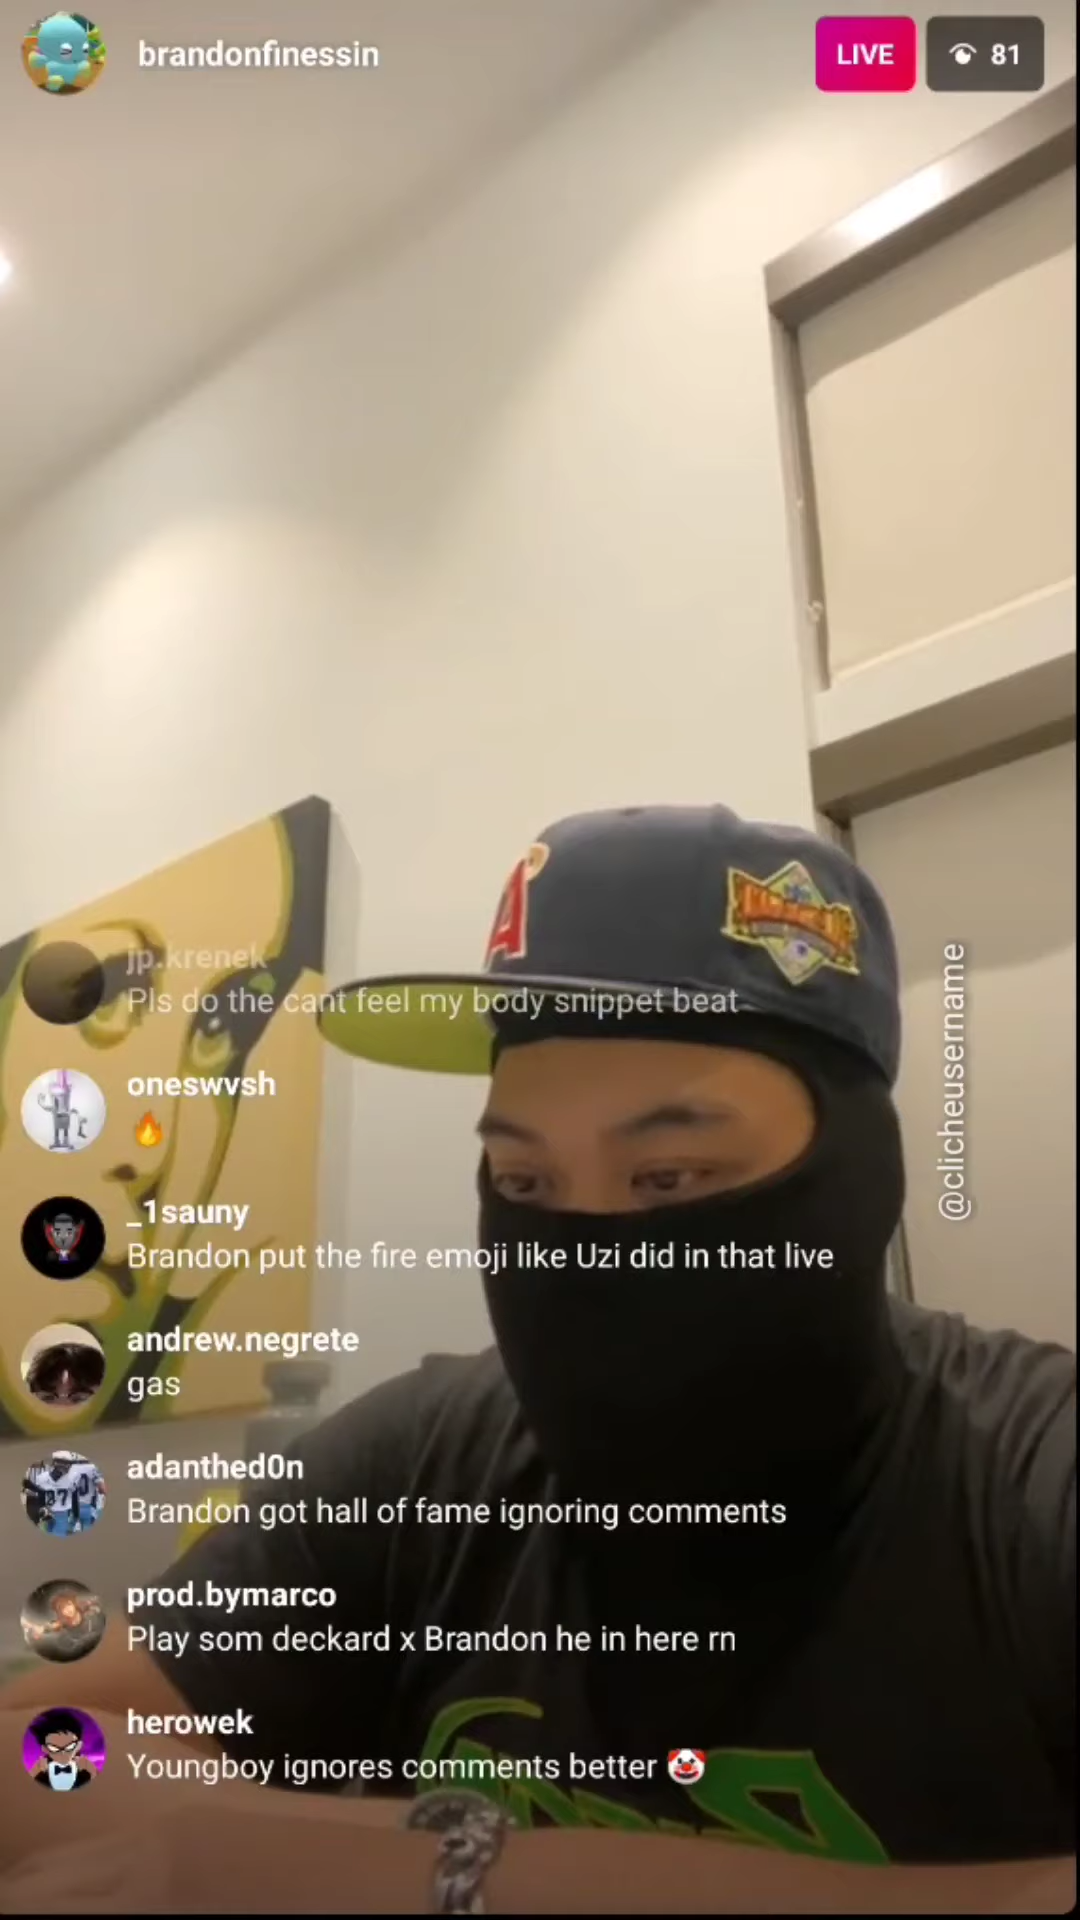 brandonfinessin
LIVE
81
A
jp.krenek
Pls do the cant feel my body snippet beat
oneswvsh
_1sauny
Brandon put the fire emoji like Uzi did in that live
andrew.negrete
gas
adanthed0n
Brandon got hall of fame ignoring comments
prod.bymarco
Play som deckard x Brandon he in here rn
herowek
Youngboy ignores comments better
@clicheusername